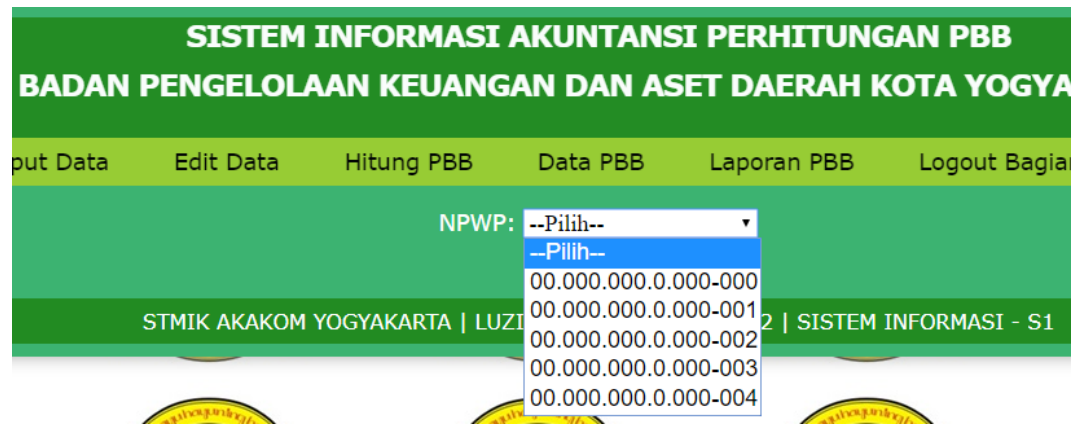 SISTEM INFORMASI AKUNTANSI PERHITUNGAN PBB
BADAN PENGELOLAAN KEUANGAN DAN ASET DAERAH KOTA YOGYA
put Data Edit Data Hitung PBB Data PBB Laporan PBB Logout Bagian
NPWP: --Pilih--
--Pilih--
00.000.000.0.000-000
00.000.000.0.000-001
00.000.000.0.000-002
00.000.000.0.000-003
00.000.000.0.000-004
STMIK AKAKOM YOGYAKARTA | LUZI 2 | SISTEM INFORMASI - S1